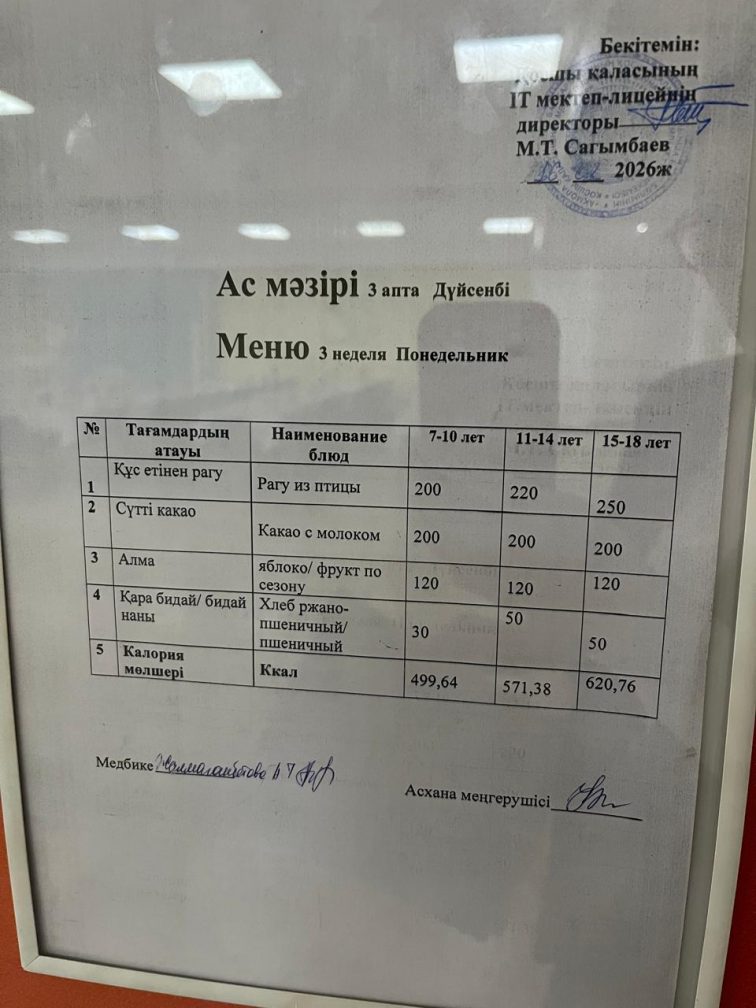 Бекітемін:
Қосшы қаласының
IT мектеп-лицейнің
директоры
М.Т. Сагымбаев
2026ж
Ас мәзірі 3 апта Дүйсенбі
Меню 3 неделя Понедельник
№ Тағамдардың атауы Наименование блюд 7-10 лет 11-14 лет 15-18 лет
1 Құс етінен рагу Рагу из птицы 200 220 250
2 Сүтті какао Какао с молоком 200 200 200
3 Алма яблоко/ фрукт по сезону 120 120 120
4 Қара бидай/ бидай наны Хлеб ржано-пшеничный/ пшеничный 30 50 50
5 Калория мөлшері Ккал 499,64 571,38 620,76
Медбике
Асхана меңгерушісі